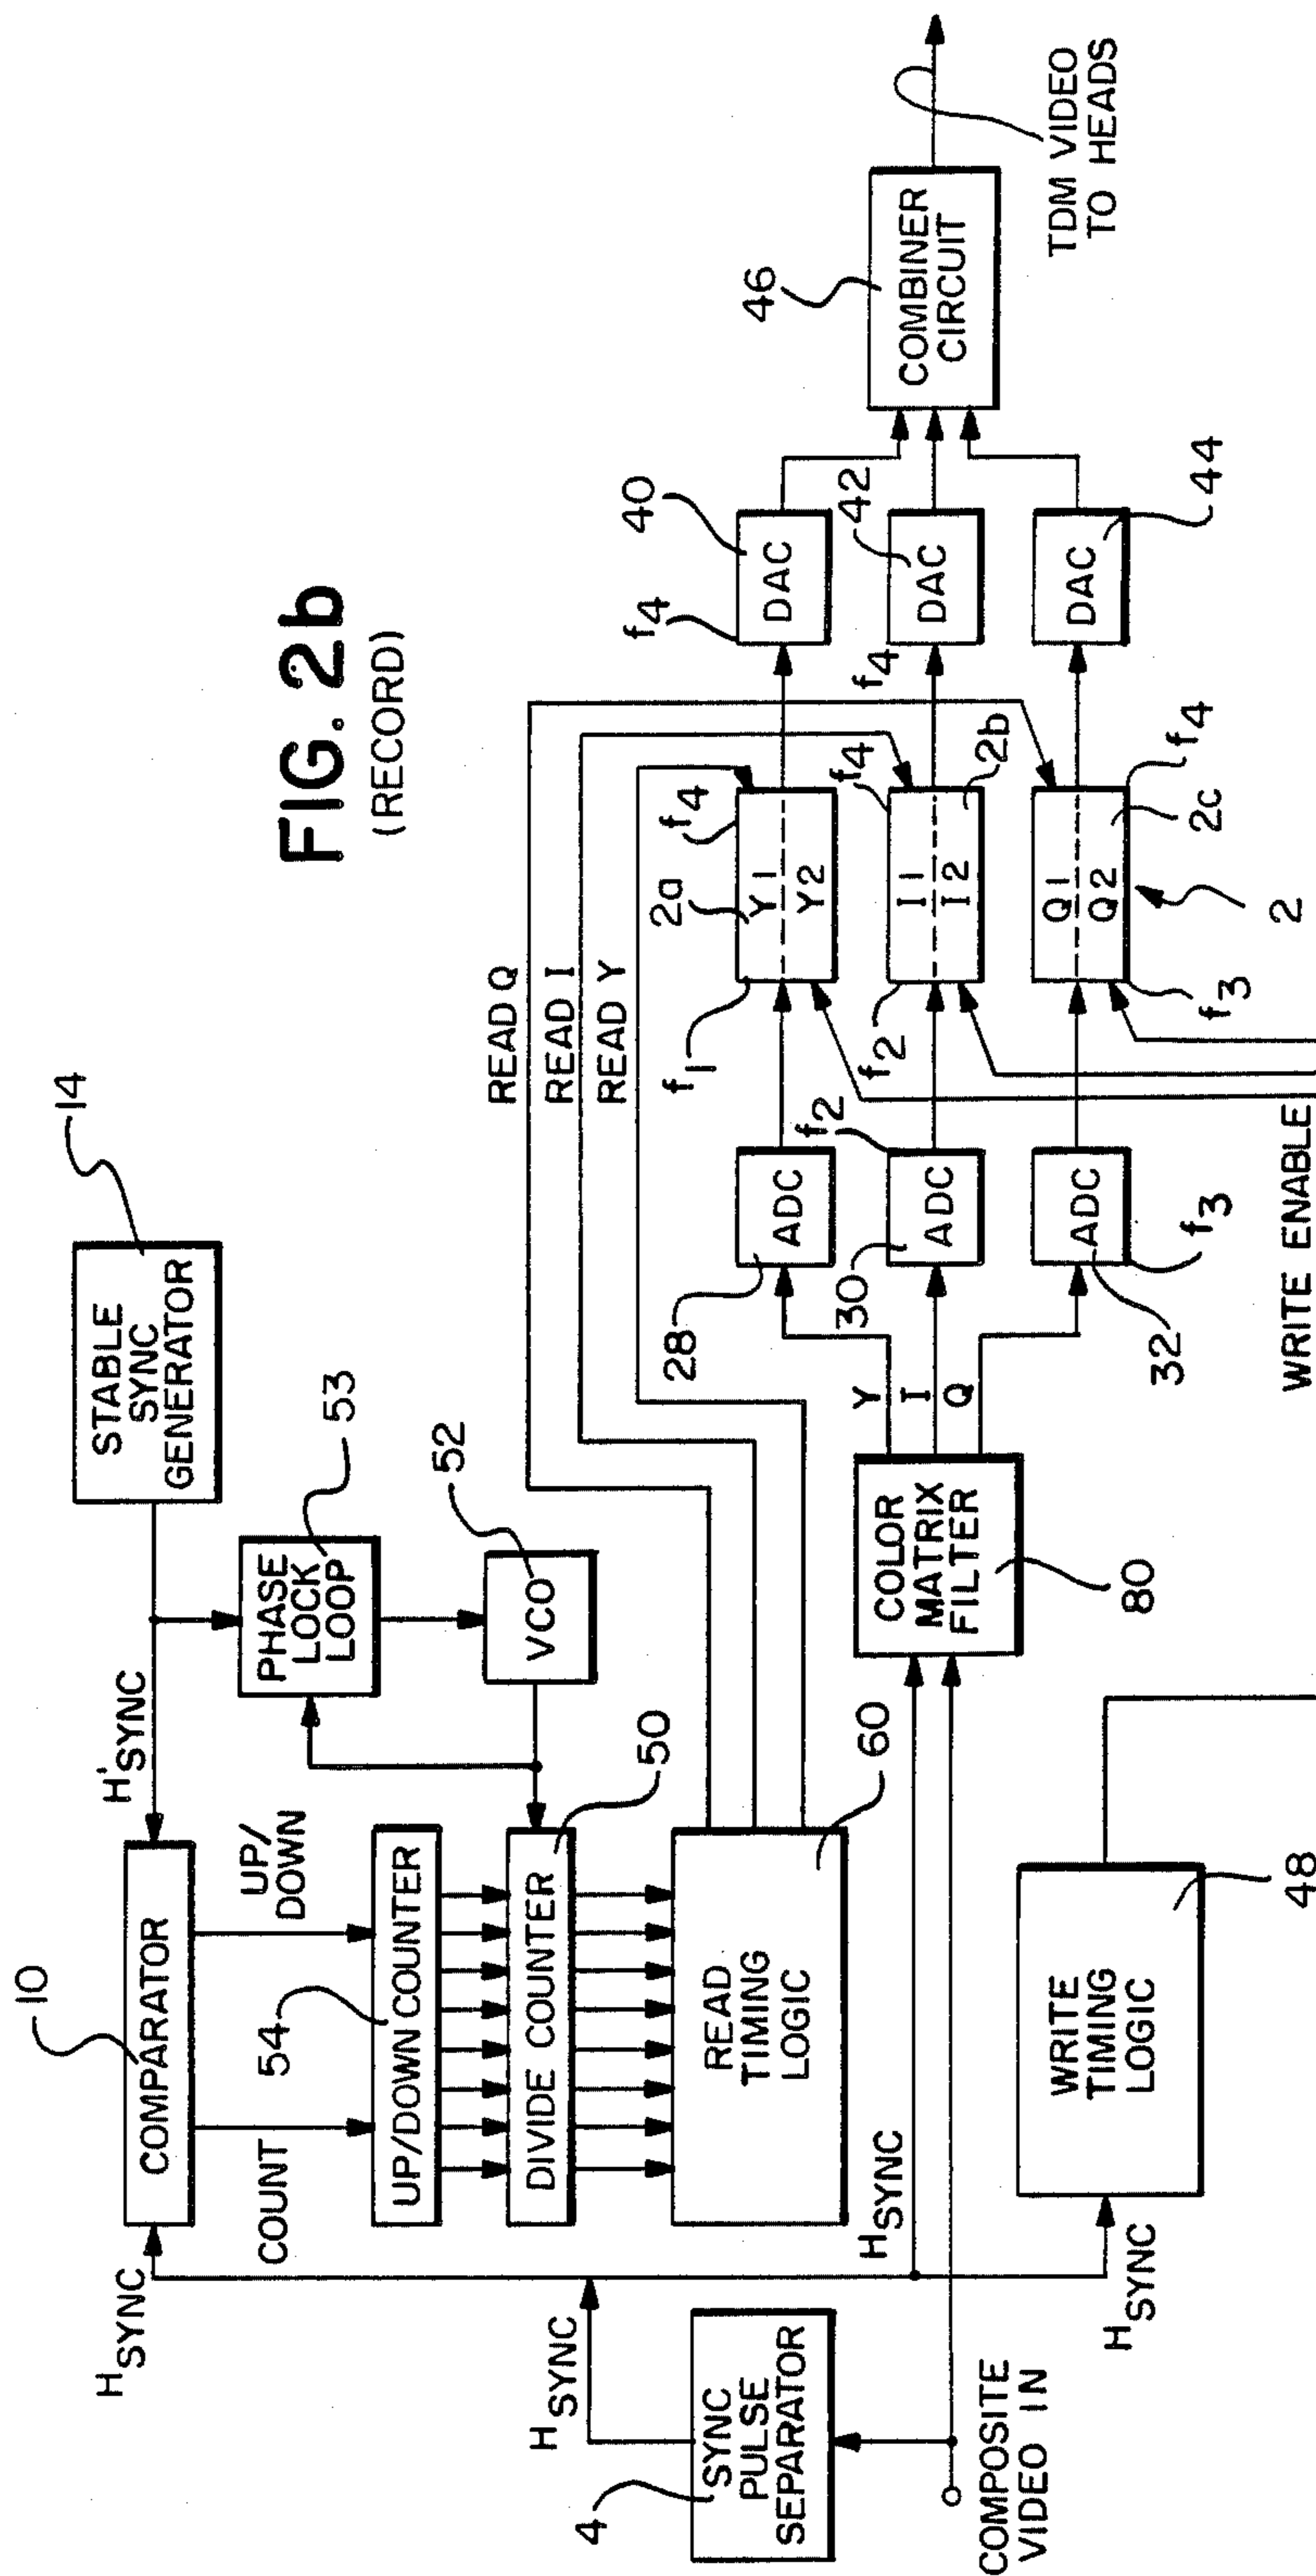 FIG. 2b
(RECORD)
14
STABLE
SYNC
GENERATOR
H'SYNC
53
PHASE
LOCK
LOOP
52
VCO
10
COMPARATOR
HSYNC
COUNT
UP/
DOWN
54
UP/DOWN COUNTER
50
DIVIDE COUNTER
READ
TIMING
LOGIC
60
READ Q
READ I
READ Y
4
SYNC
PULSE
SEPARATOR
HSYNC
COMPOSITE
VIDEO IN
HSYNC
COLOR
MATRIX
FILTER
80
Y
I
Q
HSYNC
WRITE
TIMING
LOGIC
48
28
ADC
30
ADC
f2
32
ADC
f3
WRITE ENABLE
f1
2a
Y1
Y2
f4
f2
I1
I2
2b
f4
f3
Q1
Q2
2c
f4
2
f4
DAC
40
f4
DAC
42
DAC
44
46
COMBINER
CIRCUIT
TDM VIDEO
TO HEADS